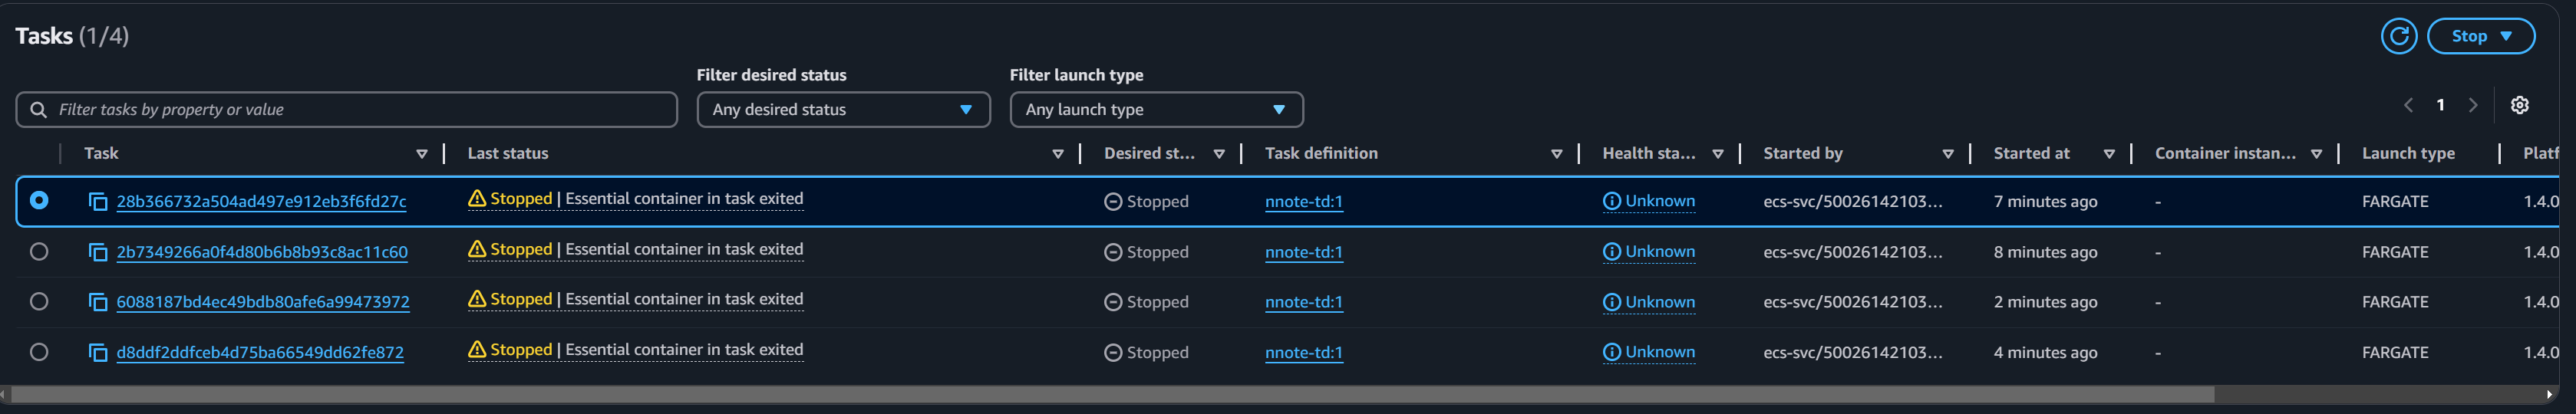 Tasks (1/4)
Stop
Filter desired status
Filter launch type
Filter tasks by property or value
Any desired status
Any launch type
1
Task
Last status
Desired st...
Task definition
Health sta...
Started by
Started at
Container instan...
Launch type
Platf
28b366732a504ad497e912eb3f6fd27c Stopped | Essential container in task exited Stopped nnote-td:1 Unknown ecs-svc/50026142103... 7 minutes ago - FARGATE 1.4.0
2b7349266a0f4d80b6b8b93c8ac11c60 Stopped | Essential container in task exited Stopped nnote-td:1 Unknown ecs-svc/50026142103... 8 minutes ago - FARGATE 1.4.0
6088187bd4ec49bdb80afe6a99473972 Stopped | Essential container in task exited Stopped nnote-td:1 Unknown ecs-svc/50026142103... 2 minutes ago - FARGATE 1.4.0
d8ddf2ddfceb4d75ba66549dd62fe872 Stopped | Essential container in task exited Stopped nnote-td:1 Unknown ecs-svc/50026142103... 4 minutes ago - FARGATE 1.4.0